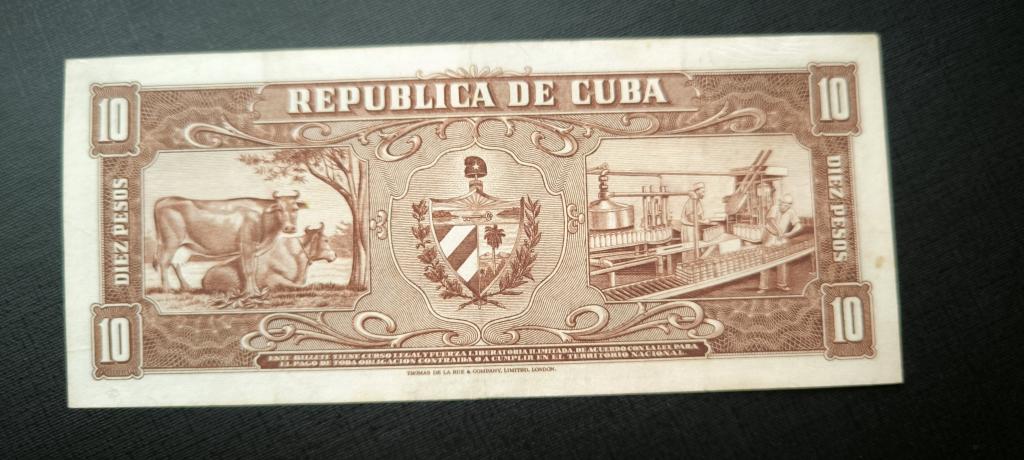 10
REPUBLICA DE CUBA
10
DIEZ PESOS
DIEZ PESOS
10
10
ESTE BILLETE TIENE CURSO LEGAL Y FUERZA LIBERATORIA ILIMITADA DE ACUERDO CON LA LEY, PARA
EL PAGO DE TODA OBLIGACION CONTRAIDA O A CUMPLIR EN EL TERRITORIO NACIONAL.
THOMAS DE LA RUE & COMPANY, LIMITED, LONDON.